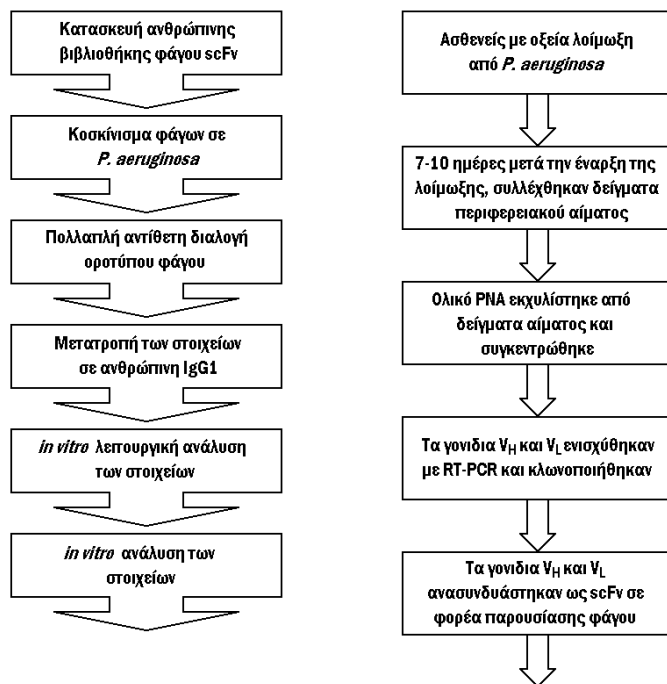 Κατασκευή ανθρώπινης
βιβλιοθήκης φάγου scFv
Κοσκίνισμα φάγων σε
P. aeruginosa
Πολλαπλή αντίθετη διαλογή
οροτύπου φάγου
Μετατροπή των στοιχείων
σε ανθρώπινη IgG1
in vitro λειτουργική ανάλυση
των στοιχείων
in vitro ανάλυση των
στοιχείων
Ασθενείς με οξεία λοίμωξη
από P. aeruginosa
7-10 ημέρες μετά την έναρξη της
λοίμωξης, συλλέχθηκαν δείγματα
περιφερειακού αίματος
Ολικό ΡΝΑ εκχυλίστηκε από
δείγματα αίματος και
συγκεντρώθηκε
Τα γονιδια VH και VL ενισχύθηκαν
με RT-PCR και κλωνοποιήθηκαν
Τα γονιδια VH και VL
ανασυνδυάστηκαν ως scFv σε
φορέα παρουσίασης φάγου